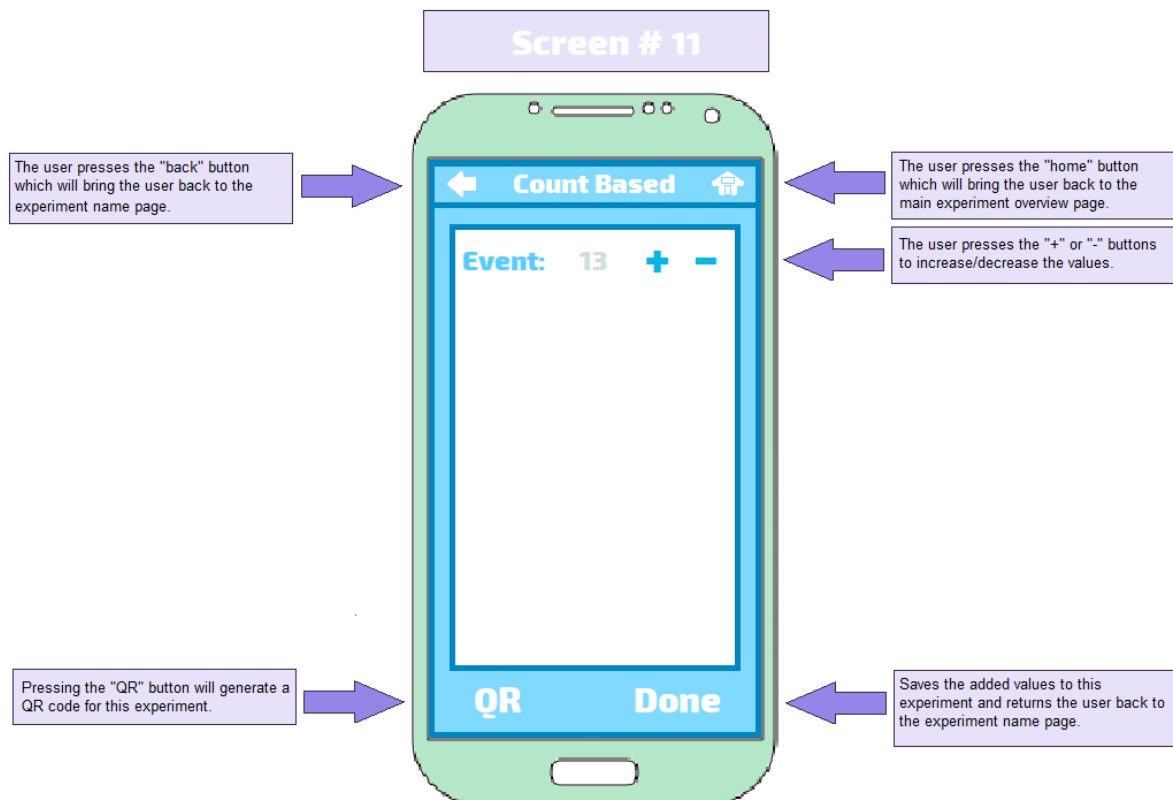 Screen # 11
The user presses the "back" button
which will bring the user back to the
experiment name page.
Count Based
The user presses the "home" button
which will bring the user back to the
main experiment overview page.
The user presses the "+" or "-" buttons
to increase/decrease the values.
Event: 13 + −
Pressing the "QR" button will generate a
QR code for this experiment.
QR Done
Saves the added values to this
experiment and returns the user back to
the experiment name page.